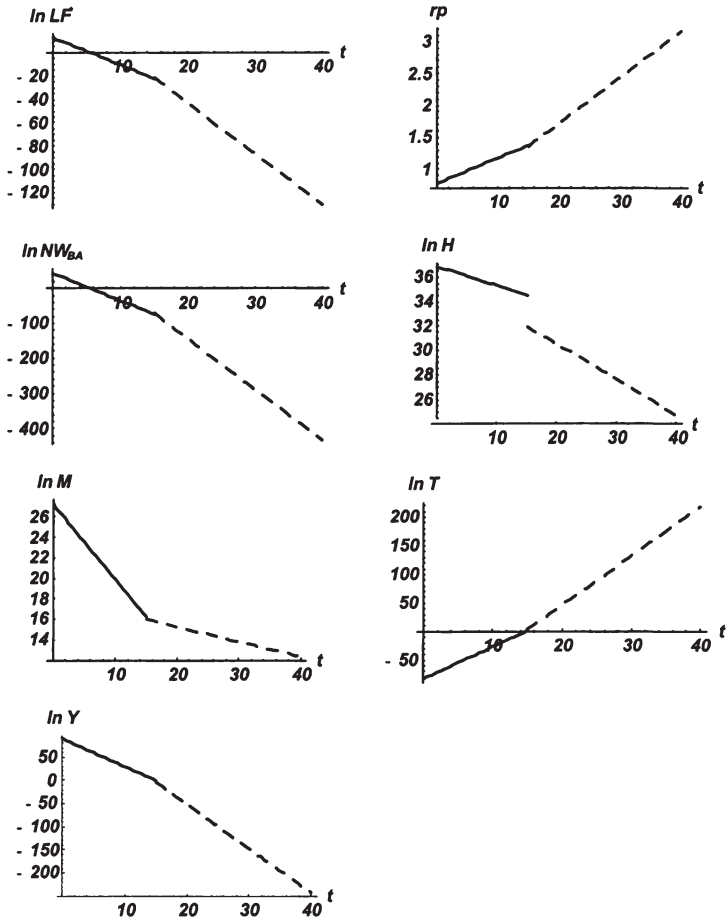 ln LF*
t
10 20 30 40
- 20
- 40
- 60
- 80
- 100
- 120
rp
3
2.5
2
1.5
1
10 20 30 40 t
ln NW_BA
t
10 20 30 40
- 100
- 200
- 300
- 400
ln H
36
34
32
30
28
26
10 20 30 40 t
ln M
26
24
22
20
18
16
14
10 20 30 40 t
ln T
200
150
100
50
10 20 30 40 t
- 50
ln Y
50
0
- 50
- 100
- 150
- 200
10 20 30 40 t